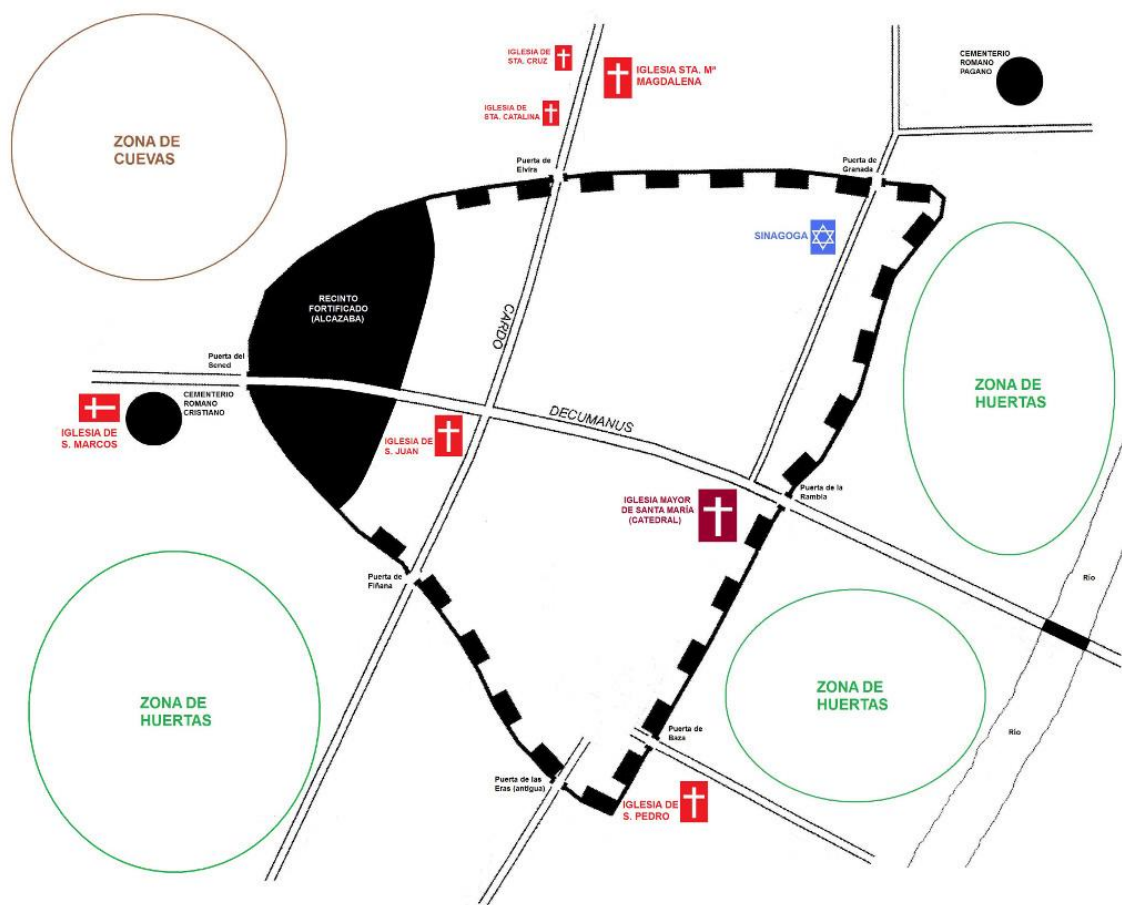 IGLESIA DE
STA. CRUZ
IGLESIA STA. Mª
MAGDALENA
CEMENTERIO
ROMANO
PAGANO
IGLESIA DE
STA. CATALINA
ZONA DE
CUEVAS
Puerta de
Elvira
Puerta de
Granada
SINAGOGA
RECINTO
FORTIFICADO
(ALCAZABA)
CARDO
Puerta del
Sened
CEMENTERIO
ROMANO
CRISTIANO
ZONA DE
HUERTAS
DECUMANUS
IGLESIA DE
S. MARCOS
IGLESIA DE
S. JUAN
IGLESIA MAYOR
DE SANTA MARÍA
(CATEDRAL)
Puerta de la
Rambla
Puerta de
Fiñana
Río
ZONA DE
HUERTAS
ZONA DE
HUERTAS
Puerta de
Baza
Río
Puerta de las
Eras (antigua)
IGLESIA DE
S. PEDRO